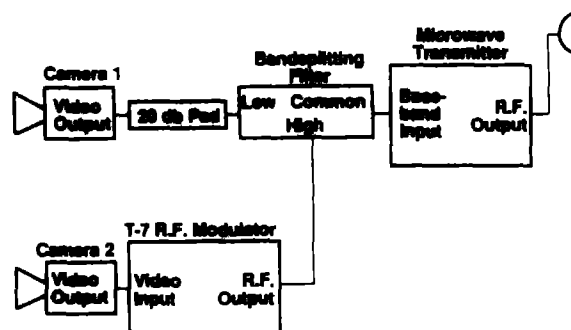 Microwave
Transmitter
Bandsplitting
Filter
Camera 1
Video
Output
20 db Pad
Low Common
High
Base-
band
Input
R.F.
Output
T-7 R.F. Modulator
Camera 2
Video
Output
Video
Input
R.F.
Output